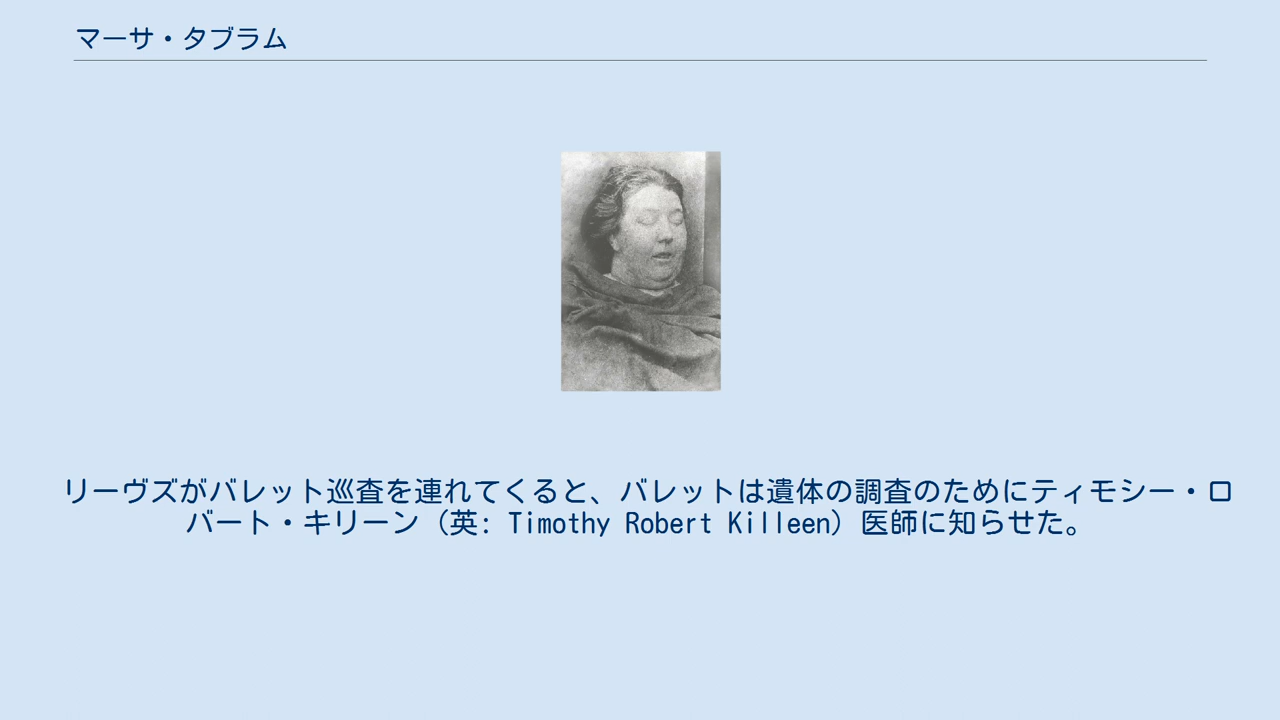 マーサ・タブラム
リーヴズがバレット巡査を連れてくると、バレットは遺体の調査のためにティモシー・ロ
バート・キリーン（英: Timothy Robert Killeen）医師に知らせた。